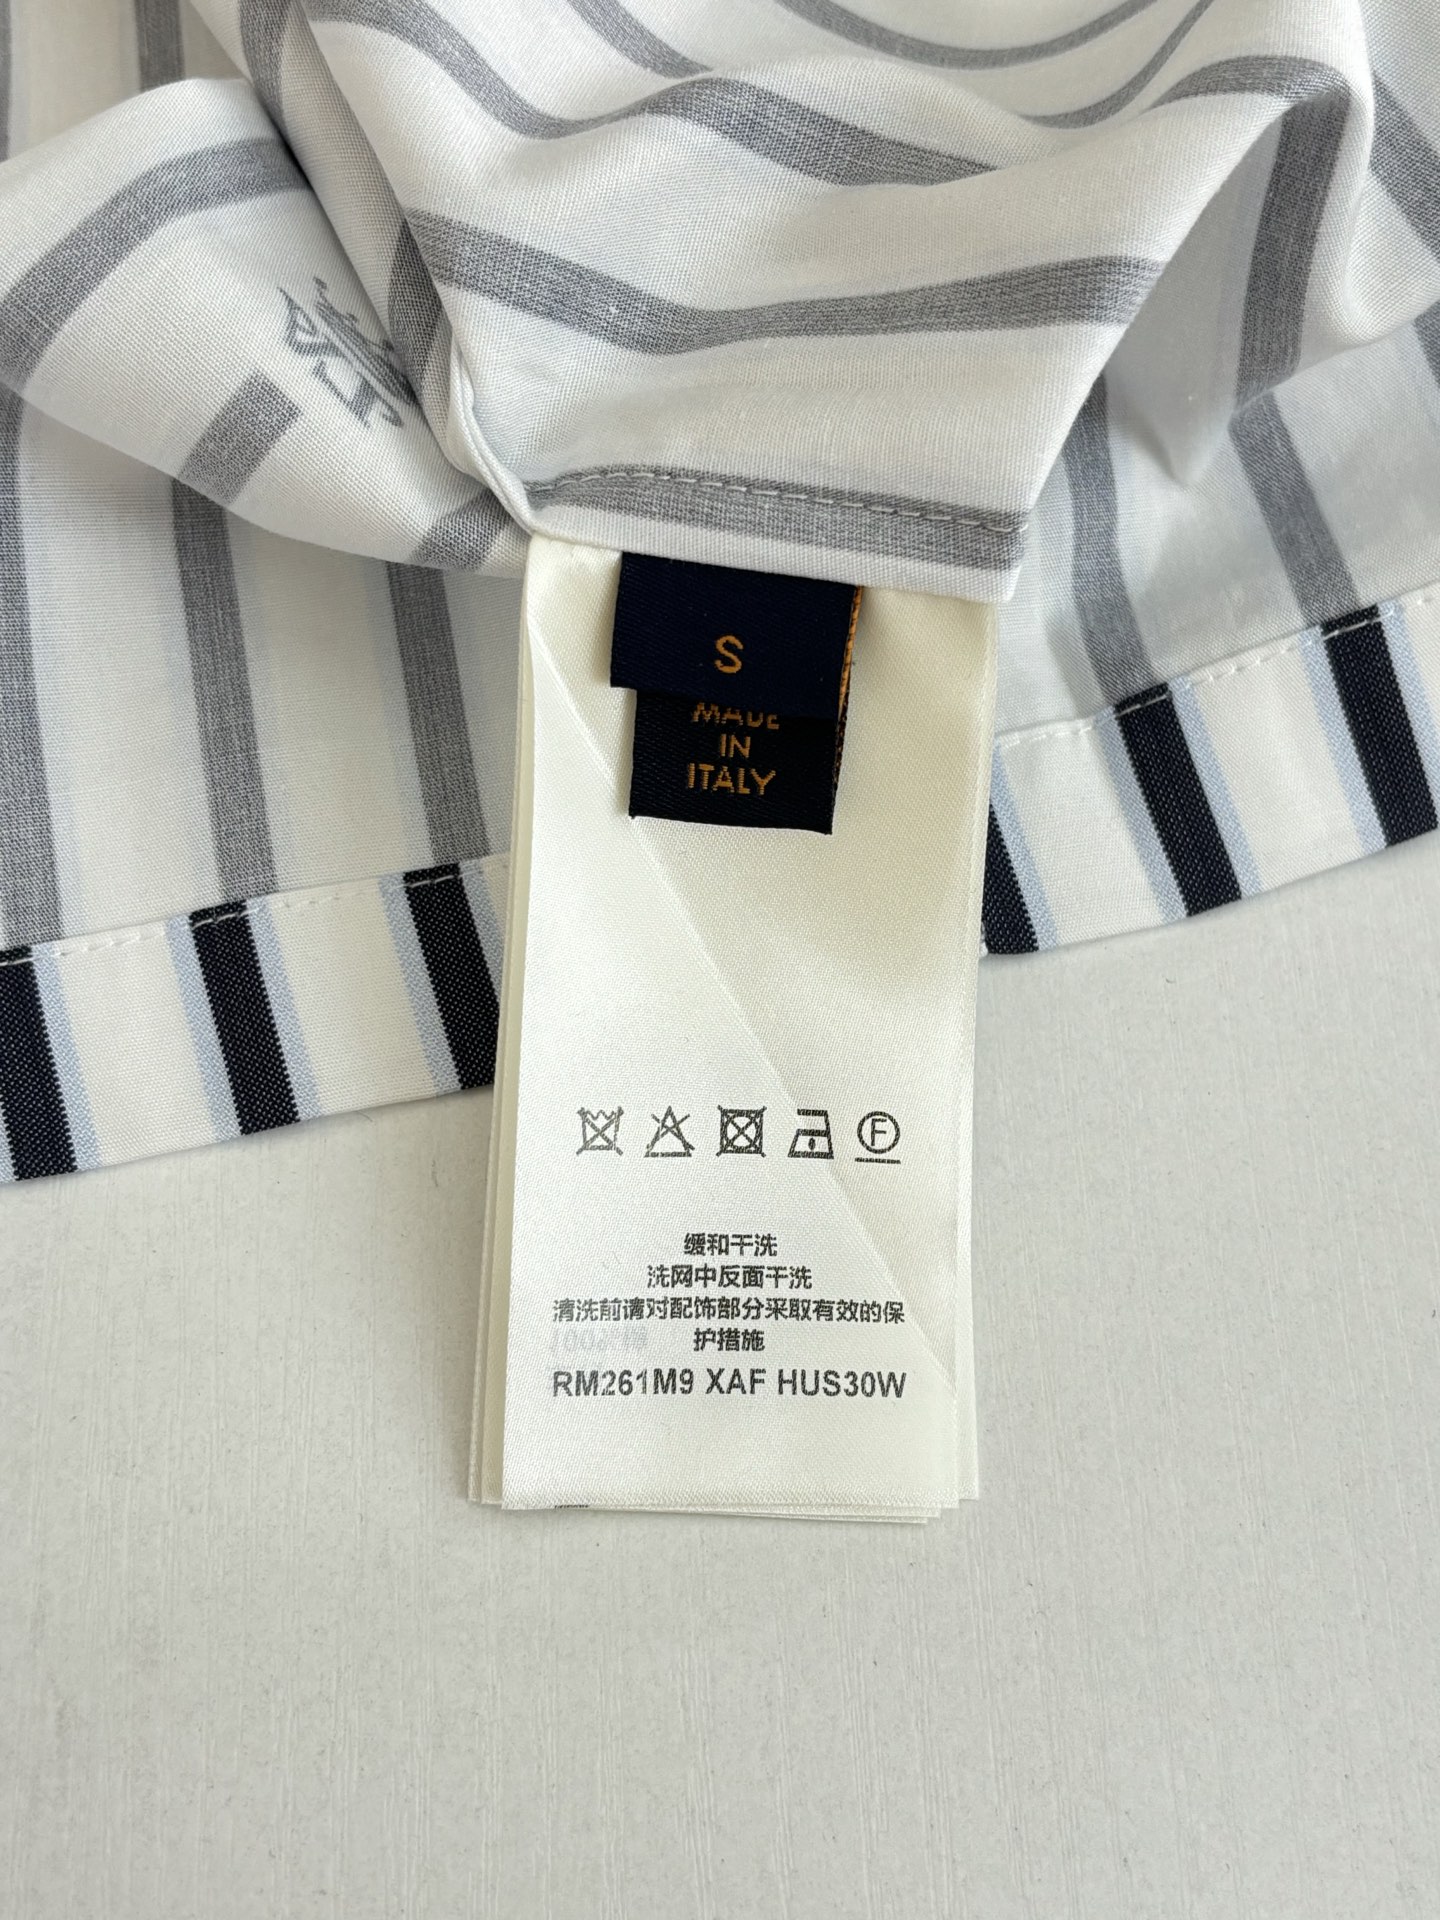 S
MADE
IN
ITALY
F
缓和干洗
洗网中反面干洗
清洗前请对配饰部分采取有效的保
护措施
RM261M9 XAF HUS30W